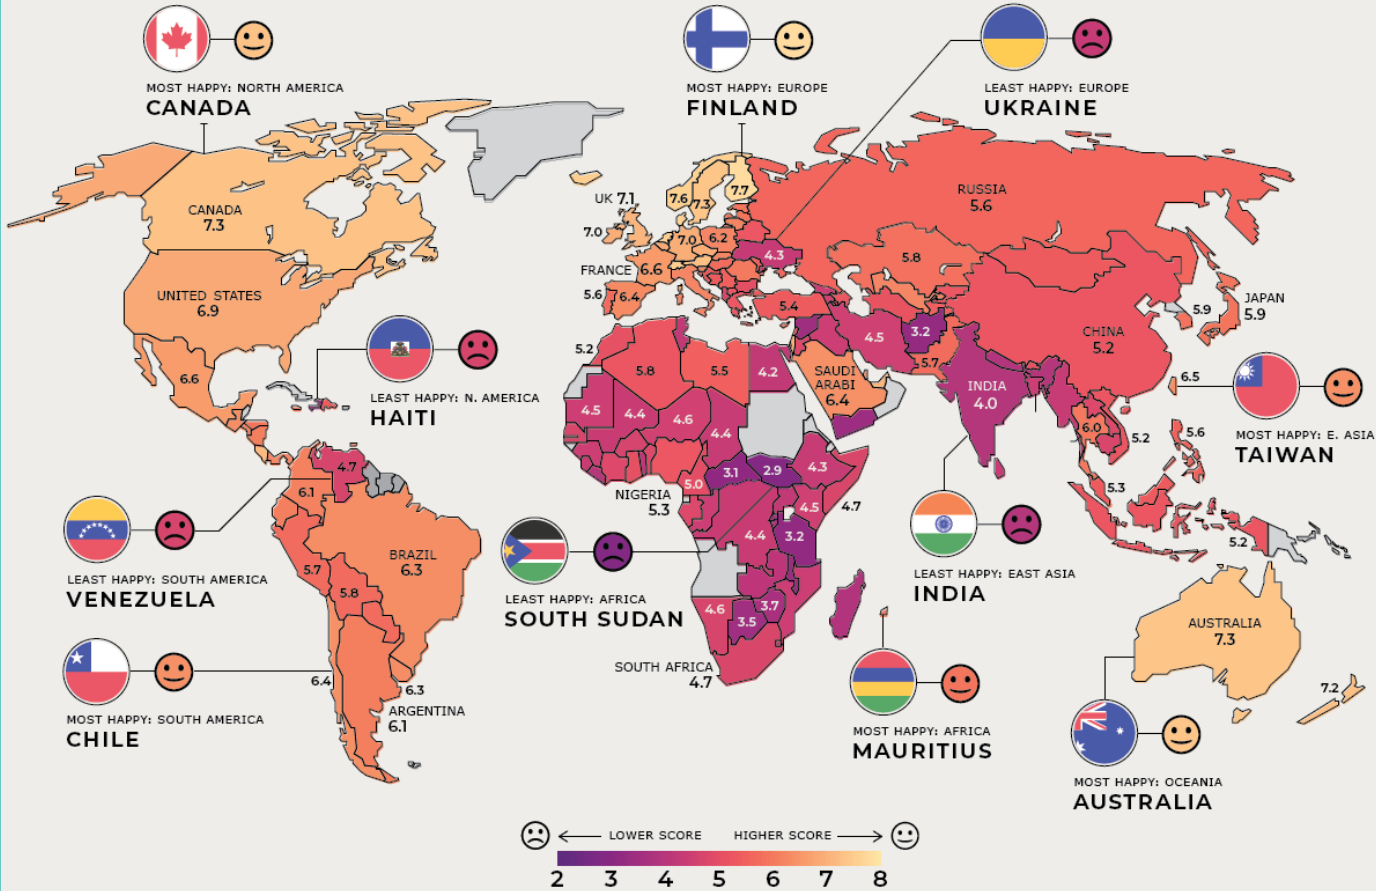 MOST HAPPY: NORTH AMERICA
CANADA
MOST HAPPY: EUROPE
FINLAND
LEAST HAPPY: EUROPE
UKRAINE
CANADA
7.3
UNITED STATES
6.9
6.6
UK 7.1
7.0
7.6
7.3
7.7
7.0
6.2
4.3
FRANCE 6.6
5.6
6.4
RUSSIA
5.6
5.8
5.4
4.5
3.2
5.7
CHINA
5.2
5.9
JAPAN
5.9
LEAST HAPPY: N. AMERICA
HAITI
5.2
5.8
5.5
4.2
SAUDI
ARABI
6.4
INDIA
4.0
6.5
MOST HAPPY: E. ASIA
TAIWAN
4.5
4.4
4.6
4.4
6.0
5.2
5.6
5.3
5.2
4.7
6.1
3.1
2.9
4.3
5.0
NIGERIA
5.3
4.5
4.7
4.4
3.2
LEAST HAPPY: SOUTH AMERICA
VENEZUELA
BRAZIL
6.3
5.7
5.8
LEAST HAPPY: AFRICA
SOUTH SUDAN
LEAST HAPPY: EAST ASIA
INDIA
4.6
3.5
3.7
SOUTH AFRICA
4.7
MOST HAPPY: SOUTH AMERICA
CHILE
6.4
6.3
ARGENTINA
6.1
MOST HAPPY: AFRICA
MAURITIUS
AUSTRALIA
7.3
7.2
MOST HAPPY: OCEANIA
AUSTRALIA
LOWER SCORE HIGHER SCORE
2 3 4 5 6 7 8